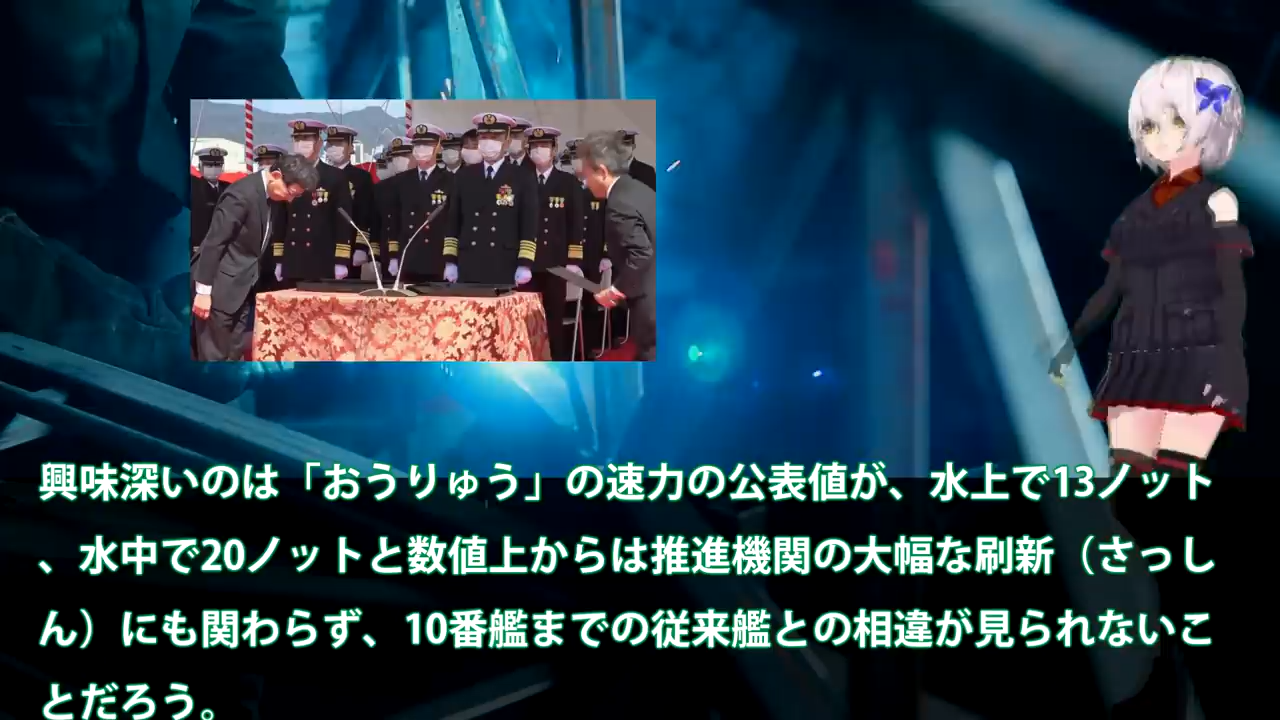 興味深いのは「おうりゅう」の速力の公表値が、水上で13ノット
、水中で20ノットと数値上からは推進機関の大幅な刷新（さっし
ん）にも関わらず、10番艦までの従来艦との相違が見られないこ
とだろう。